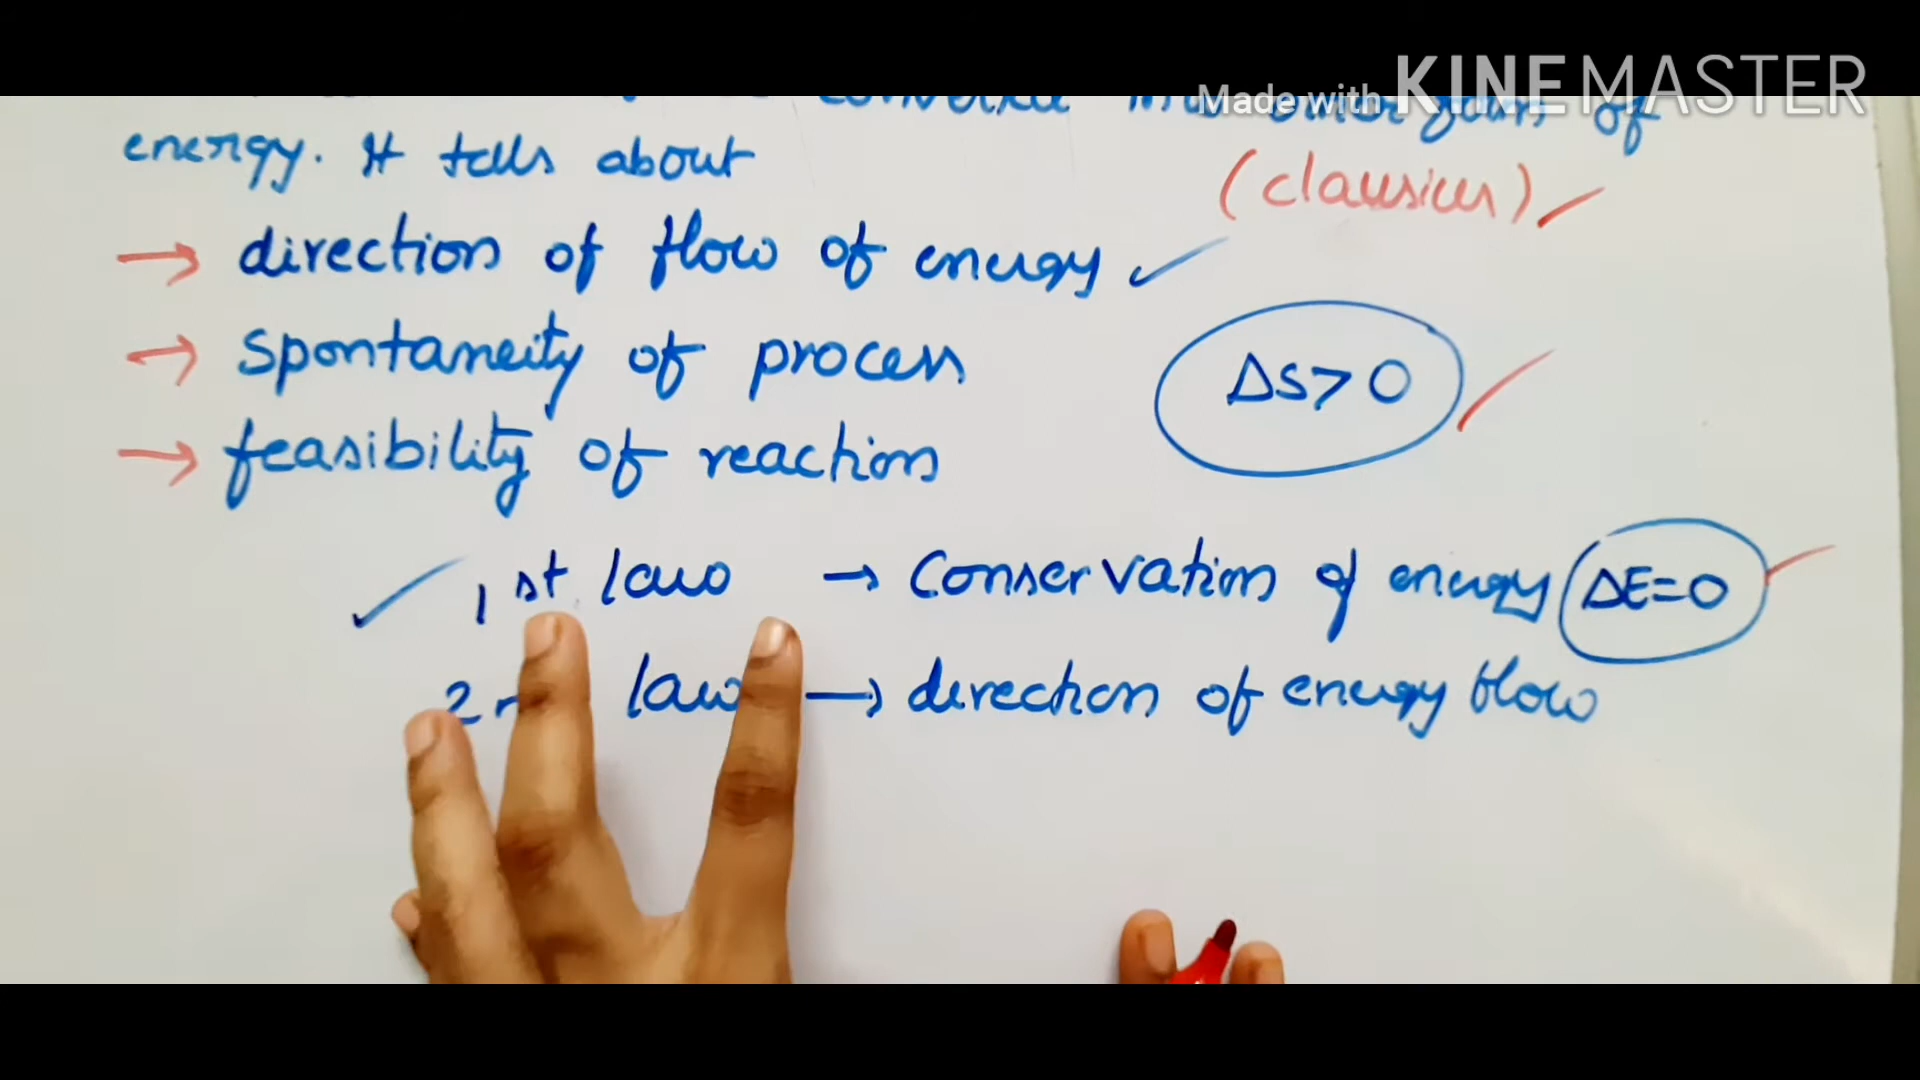 Made with KINEMASTER
energy. It tells about
(clausius)
→ direction of flow of energy ✓
→ spontaneity of process
ΔS > 0
→ feasibility of reaction
✓ 1st law → Conservation of energy ΔE=0
2 law → direction of energy flow